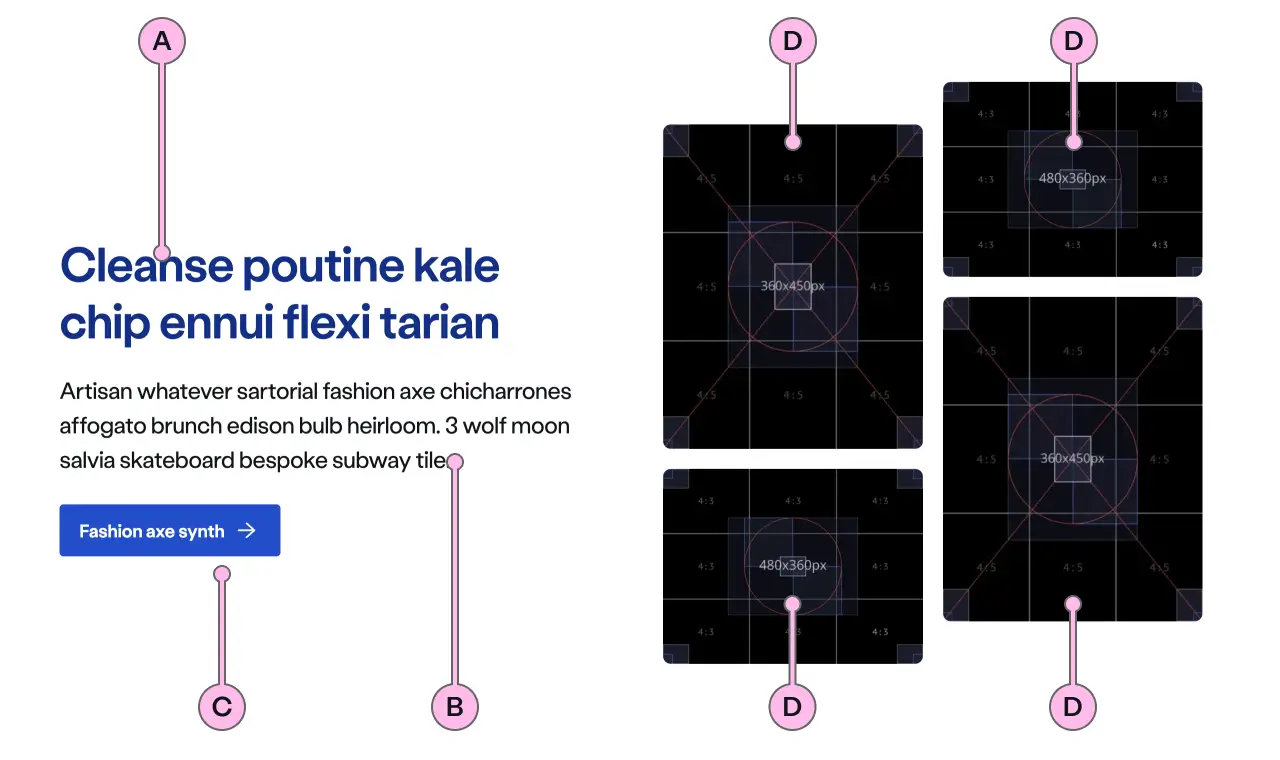 A
D
D
Cleanse poutine kale
chip ennui flexi tarian
Artisan whatever sartorial fashion axe chicharrones
affogato brunch edison bulb heirloom. 3 wolf moon
salvia skateboard bespoke subway tile
Fashion axe synth
C
B
4:5 4:5 4:5
4:5 360x450px 4:5
4:5 4:5 4:5
4:3 4:3
4:3 480x360px 4:3
4:3 4:3 4:3
4:3 4:3 4:3
4:3 480x360px 4:3
4:3 4:3
4:5 4:5 4:5
4:5 360x450px 4:5
4:5 4:5 4:5
D
D